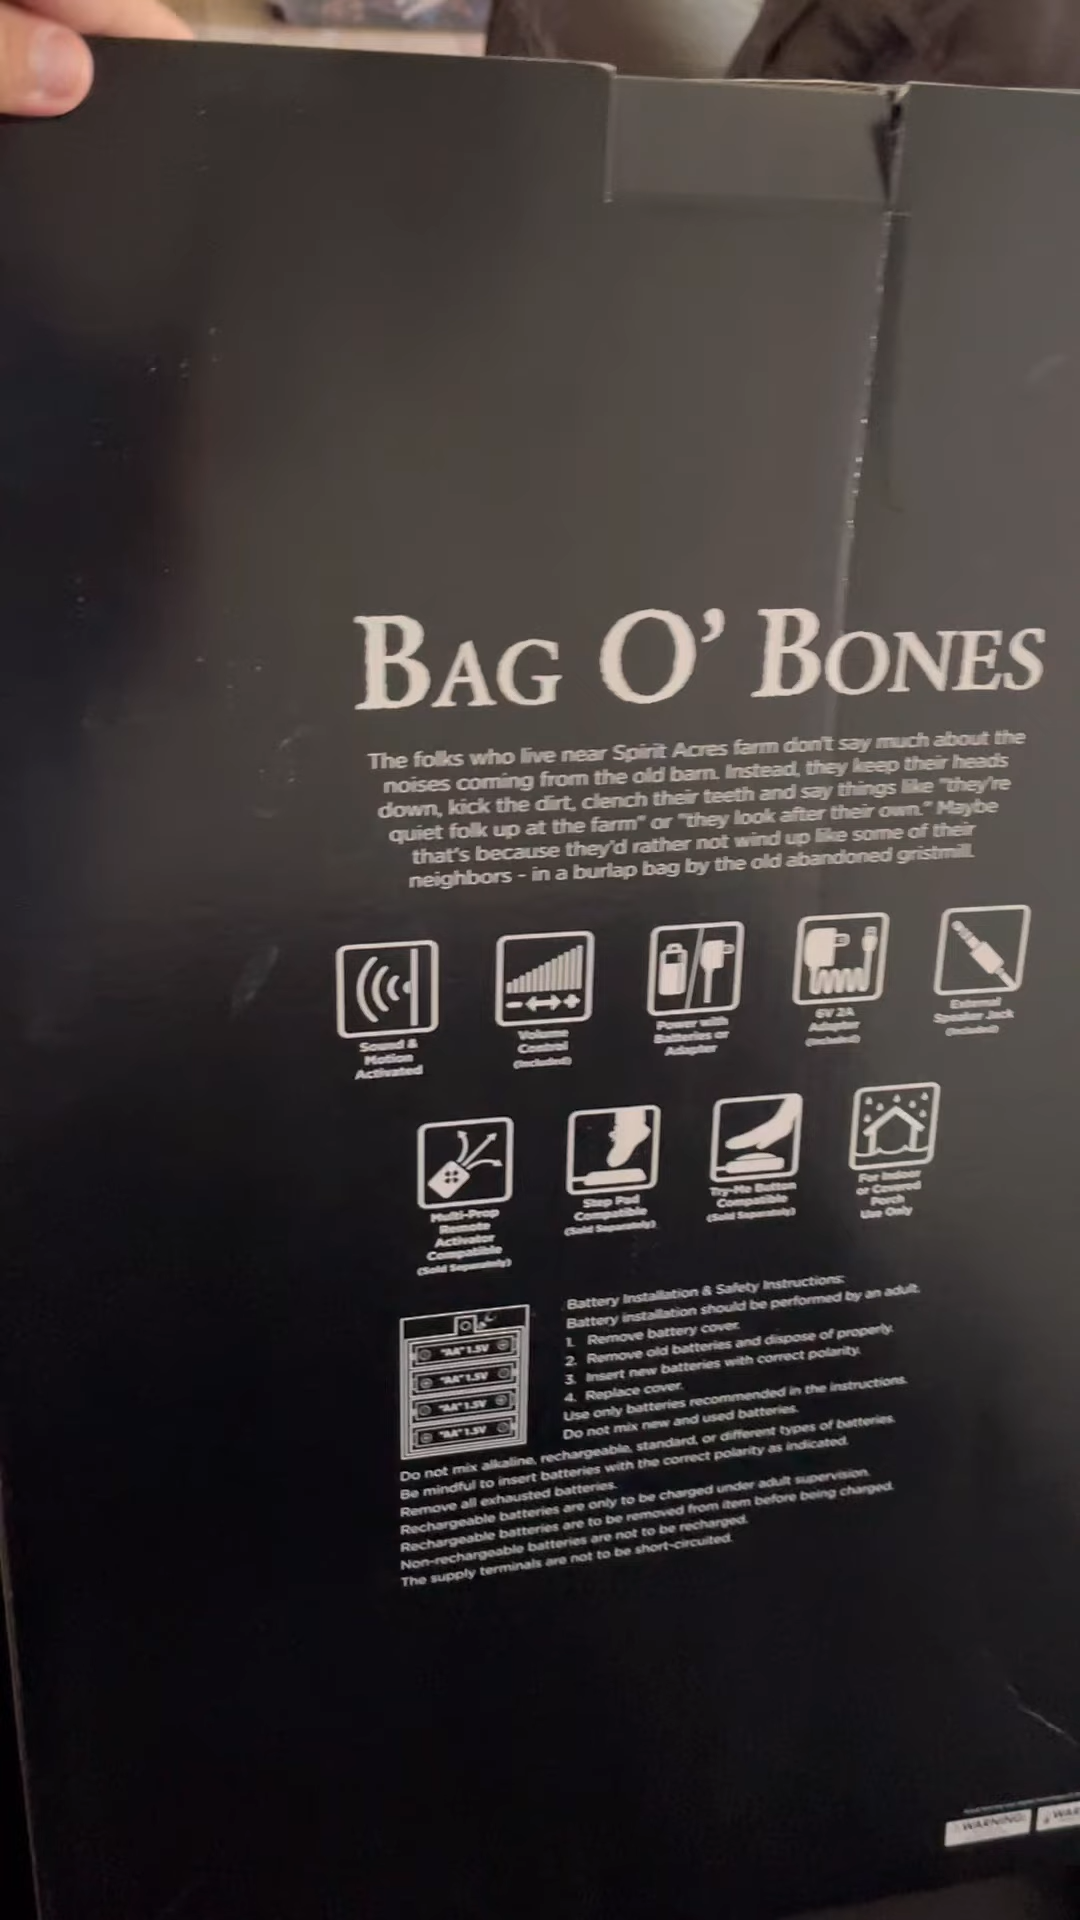 BAG O' BONES
The folks who live near Spirit Acres farm don't say much about the
noises coming from the old barn. Instead, they keep their heads
down, kick the dirt, clench their teeth and say things like "they're
quiet folk up at the farm" or "they look after their own." Maybe
that's because they'd rather not wind up like some of their
neighbors - in a burlap bag by the old abandoned gristmill.
Sound &
Motion
Activated
Volume
Control
(Included)
Power with
Batteries or
Adapter
6V 2A
Adapter
(Included)
External
Speaker Jack
(Included)
Multi-Prop
Remote
Activator
Compatible
(Sold Separately)
Step Pad
Compatible
(Sold Separately)
Try-Me Button
Compatible
(Sold Separately)
For Indoor
or Covered
Porch
Use Only
"AA" 1.5V
"AA" 1.5V
"AA" 1.5V
"AA" 1.5V
Battery Installation & Safety Instructions:
Battery installation should be performed by an adult.
1. Remove battery cover.
2. Remove old batteries and dispose of properly.
3. Insert new batteries with correct polarity.
4. Replace cover.
Use only batteries recommended in the instructions.
Do not mix new and used batteries.
Do not mix alkaline, rechargeable, standard, or different types of batteries.
Be mindful to insert batteries with the correct polarity as indicated.
Remove all exhausted batteries.
Rechargeable batteries are only to be charged under adult supervision.
Rechargeable batteries are to be removed from item before being charged.
Non-rechargeable batteries are not to be recharged.
The supply terminals are not to be short-circuited.
WARNING:
WAR